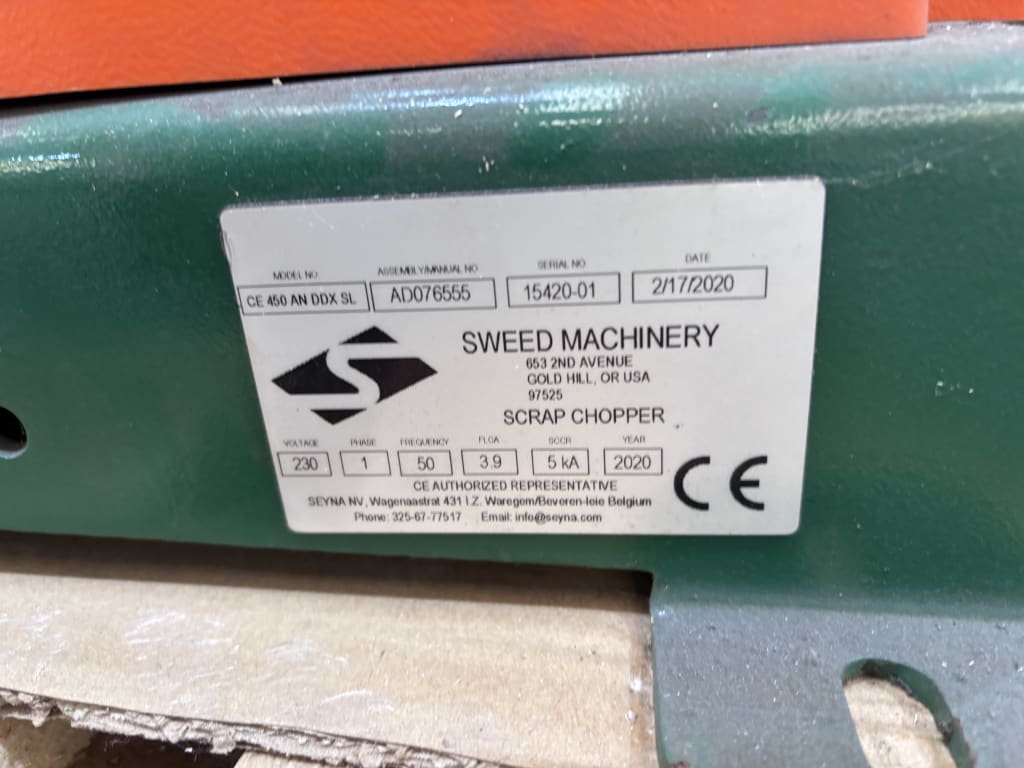 MODEL NO ASSEMBLY/MANUAL NO SERIAL NO DATE
CE 450 AN DDX SL AD076555 15420-01 2/17/2020
S
SWEED MACHINERY
653 2ND AVENUE
GOLD HILL, OR USA
97525
SCRAP CHOPPER
VOLTAGE PHASE FREQUENCY FLCA SCCR YEAR
230 1 50 3.9 5 kA 2020
CE
CE AUTHORIZED REPRESENTATIVE
SEYNA NV, Wagenaastrat 431 I.Z. Waregem/Beveren-leie Belgium
Phone: 325-67-77517 Email: info@seyna.com